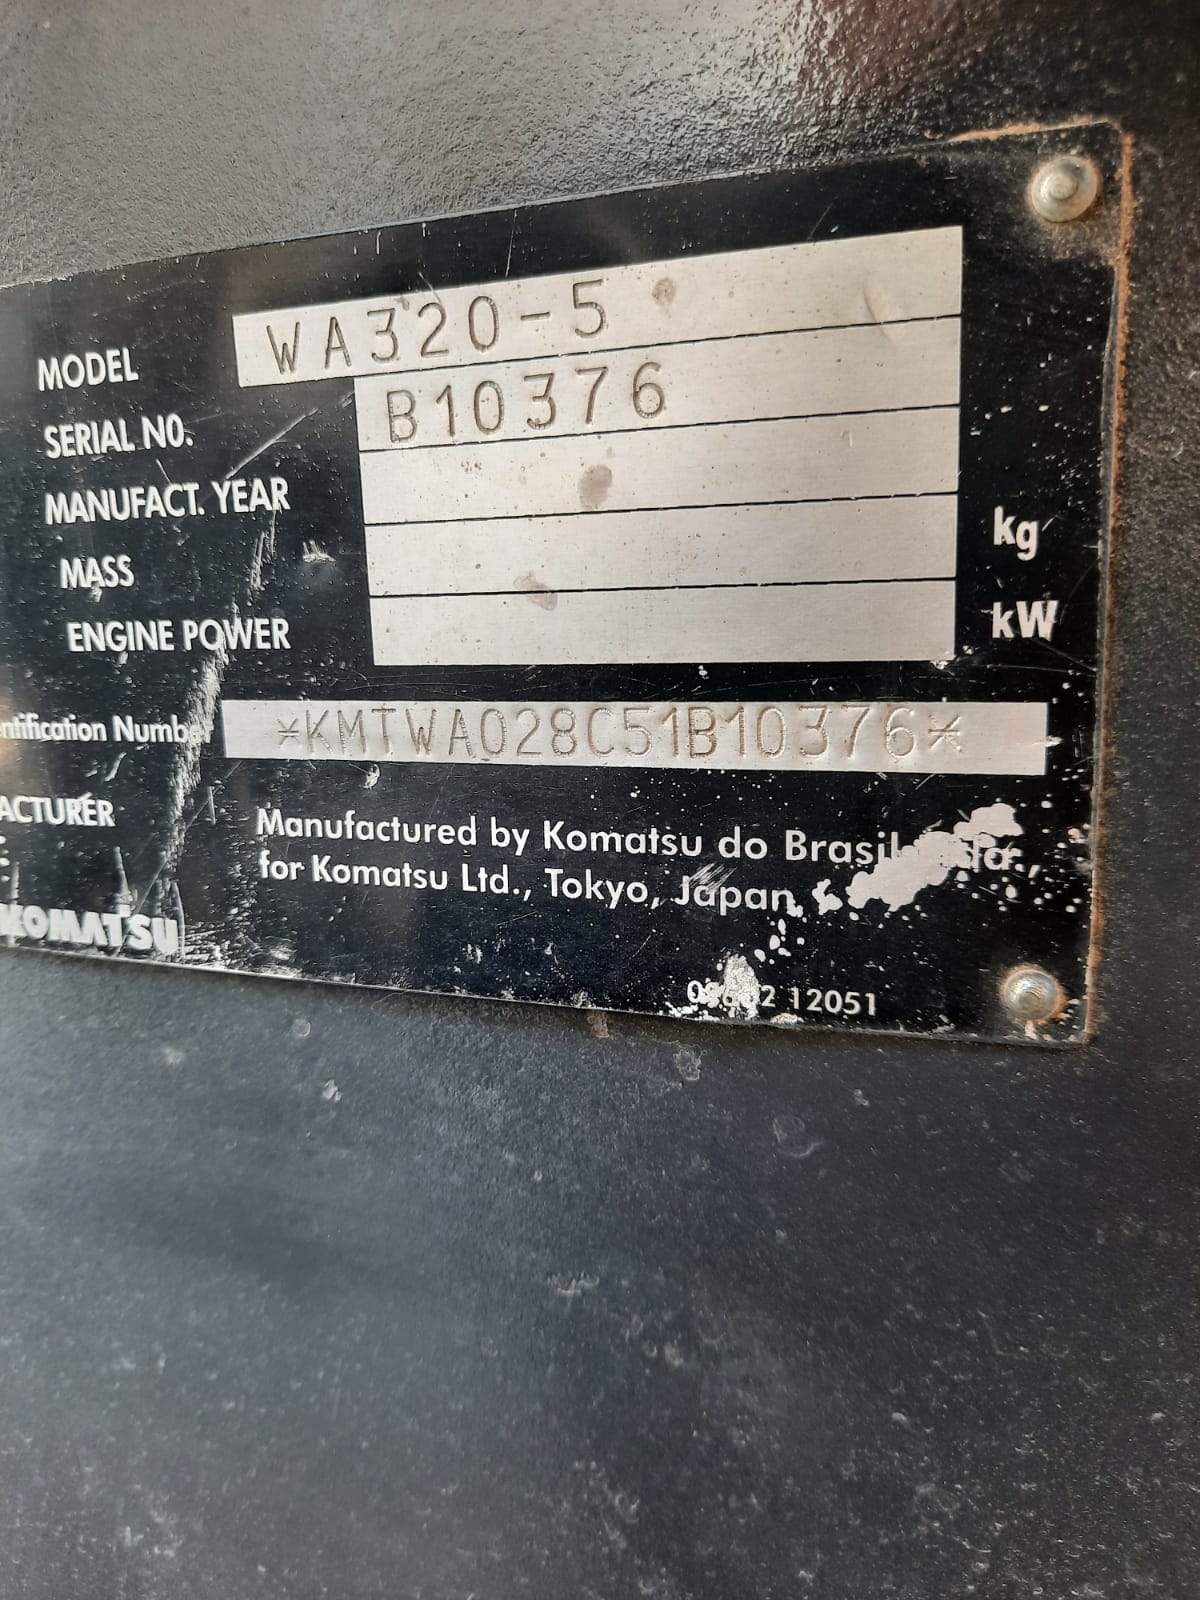 MODEL WA320-5
SERIAL NO. B10376
MANUFACT. YEAR
MASS kg
ENGINE POWER kW
ntification Number *KMTWA028C51B10376*
ACTURER
Manufactured by Komatsu do Brasil
for Komatsu Ltd., Tokyo, Japan
KOMATSU
12051